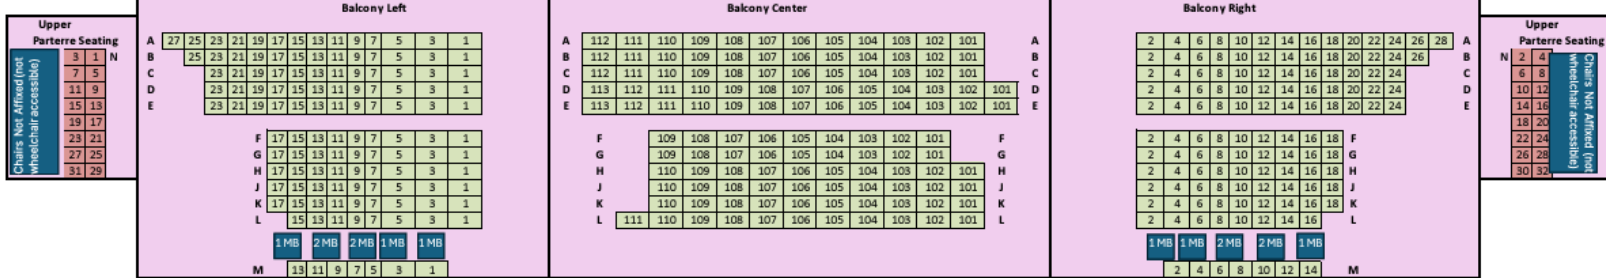 Upper
Parterre Seating
Chairs Not Affixed (not
wheelchair accessible)
3 1 N
7 5
11 9
15 13
19 17
23 21
27 25
31 29
Balcony Left
A 27 25 23 21 19 17 15 13 11 9 7 5 3 1
B 25 23 21 19 17 15 13 11 9 7 5 3 1
C 23 21 19 17 15 13 11 9 7 5 3 1
D 23 21 19 17 15 13 11 9 7 5 3 1
E 23 21 19 17 15 13 11 9 7 5 3 1
F 17 15 13 11 9 7 5 3 1
G 17 15 13 11 9 7 5 3 1
H 17 15 13 11 9 7 5 3 1
J 17 15 13 11 9 7 5 3 1
K 17 15 13 11 9 7 5 3 1
L 15 13 11 9 7 5 3 1
1 MB 2 MB 2 MB 1 MB 1 MB
M 13 11 9 7 5 3 1
Balcony Center
A 112 111 110 109 108 107 106 105 104 103 102 101 A
B 112 111 110 109 108 107 106 105 104 103 102 101 B
C 112 111 110 109 108 107 106 105 104 103 102 101 C
D 113 112 111 110 109 108 107 106 105 104 103 102 101 D
E 113 112 111 110 109 108 107 106 105 104 103 102 101 E
F 109 108 107 106 105 104 103 102 101 F
G 109 108 107 106 105 104 103 102 101 G
H 110 109 108 107 106 105 104 103 102 101 H
J 110 109 108 107 106 105 104 103 102 101 J
K 110 109 108 107 106 105 104 103 102 101 K
L 111 110 109 108 107 106 105 104 103 102 101 L
Balcony Right
2 4 6 8 10 12 14 16 18 20 22 24 26 28 A
2 4 6 8 10 12 14 16 18 20 22 24 26 B
2 4 6 8 10 12 14 16 18 20 22 24 C
2 4 6 8 10 12 14 16 18 20 22 24 D
2 4 6 8 10 12 14 16 18 20 22 24 E
2 4 6 8 10 12 14 16 18 F
2 4 6 8 10 12 14 16 18 G
2 4 6 8 10 12 14 16 18 H
2 4 6 8 10 12 14 16 18 J
2 4 6 8 10 12 14 16 18 K
2 4 6 8 10 12 14 16 L
1 MB 1 MB 2 MB 2 MB 1 MB
2 4 6 8 10 12 14 M
Upper
Parterre Seating
N 2 4
6 8
10 12
14 16
18 20
22 24
26 28
30 32
Chairs Not Affixed (not
wheelchair accessible)